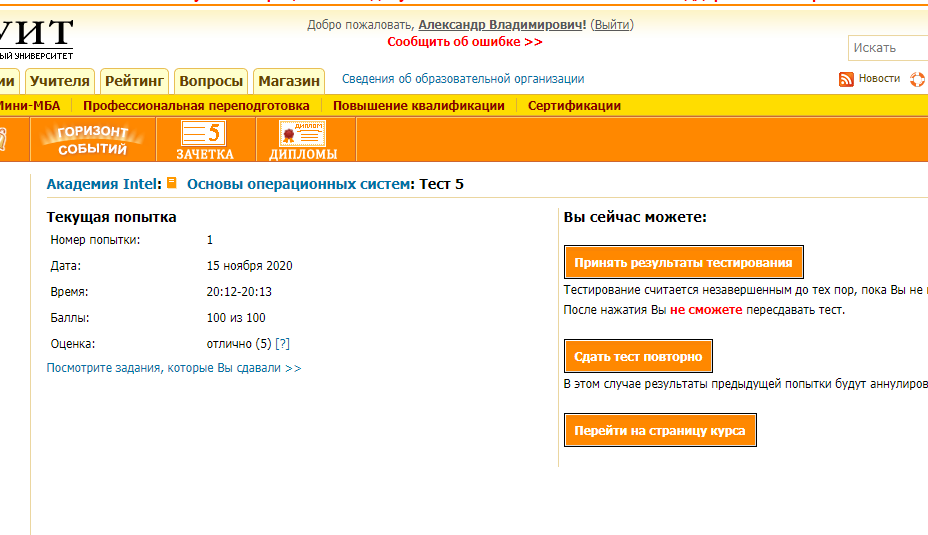 Добро пожаловать, Александр Владимирович! (Выйти)
УИТ
Сообщить об ошибке >>
Искать
УНИВЕРСИТЕТ
Учителя Рейтинг Вопросы Магазин Сведения об образовательной организации Новости
Мини-МБА Профессиональная переподготовка Повышение квалификации Сертификации
ГОРИЗОНТ
СОБЫТИЙ
5
ЗАЧЕТКА
ДИПЛОМ
ДИПЛОМЫ
Академия Intel: Основы операционных систем: Тест 5
Текущая попытка
Номер попытки: 1
Дата: 15 ноября 2020
Время: 20:12-20:13
Баллы: 100 из 100
Оценка: отлично (5) [?]
Посмотрите задания, которые Вы сдавали >>
Вы сейчас можете:
Принять результаты тестирования
Тестирование считается незавершенным до тех пор, пока Вы не
После нажатия Вы не сможете пересдавать тест.
Сдать тест повторно
В этом случае результаты предыдущей попытки будут аннулиров
Перейти на страницу курса